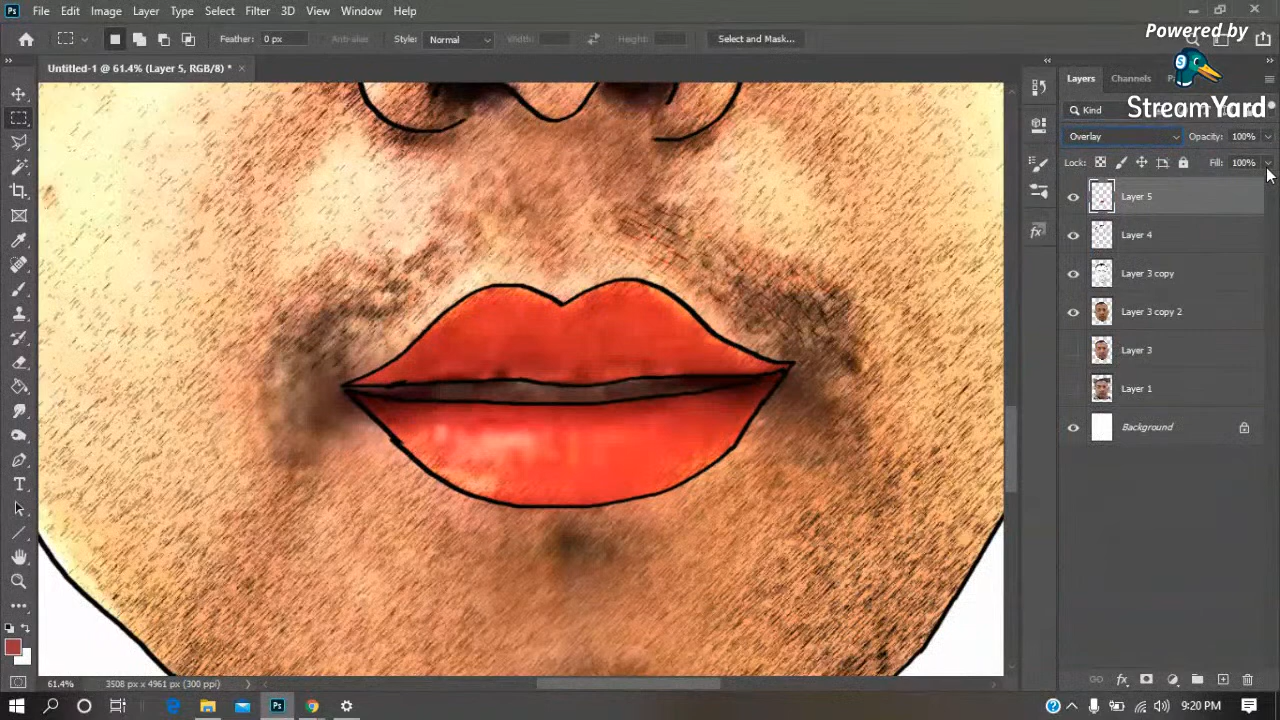 Ps File Edit Image Layer Type Select Filter 3D View Window Help
Powered by
StreamYard
Feather: 0 px Anti-alias Style: Normal Width: Height: Select and Mask...
Untitled-1 @ 61.4% (Layer 5, RGB/8) * ×
Layers Channels
Kind
Overlay Opacity: 100%
Lock: Fill: 100%
Layer 5
Layer 4
Layer 3 copy
Layer 3 copy 2
Layer 3
Layer 1
Background
61.4% 3508 px x 4961 px (300 ppi)
9:20 PM